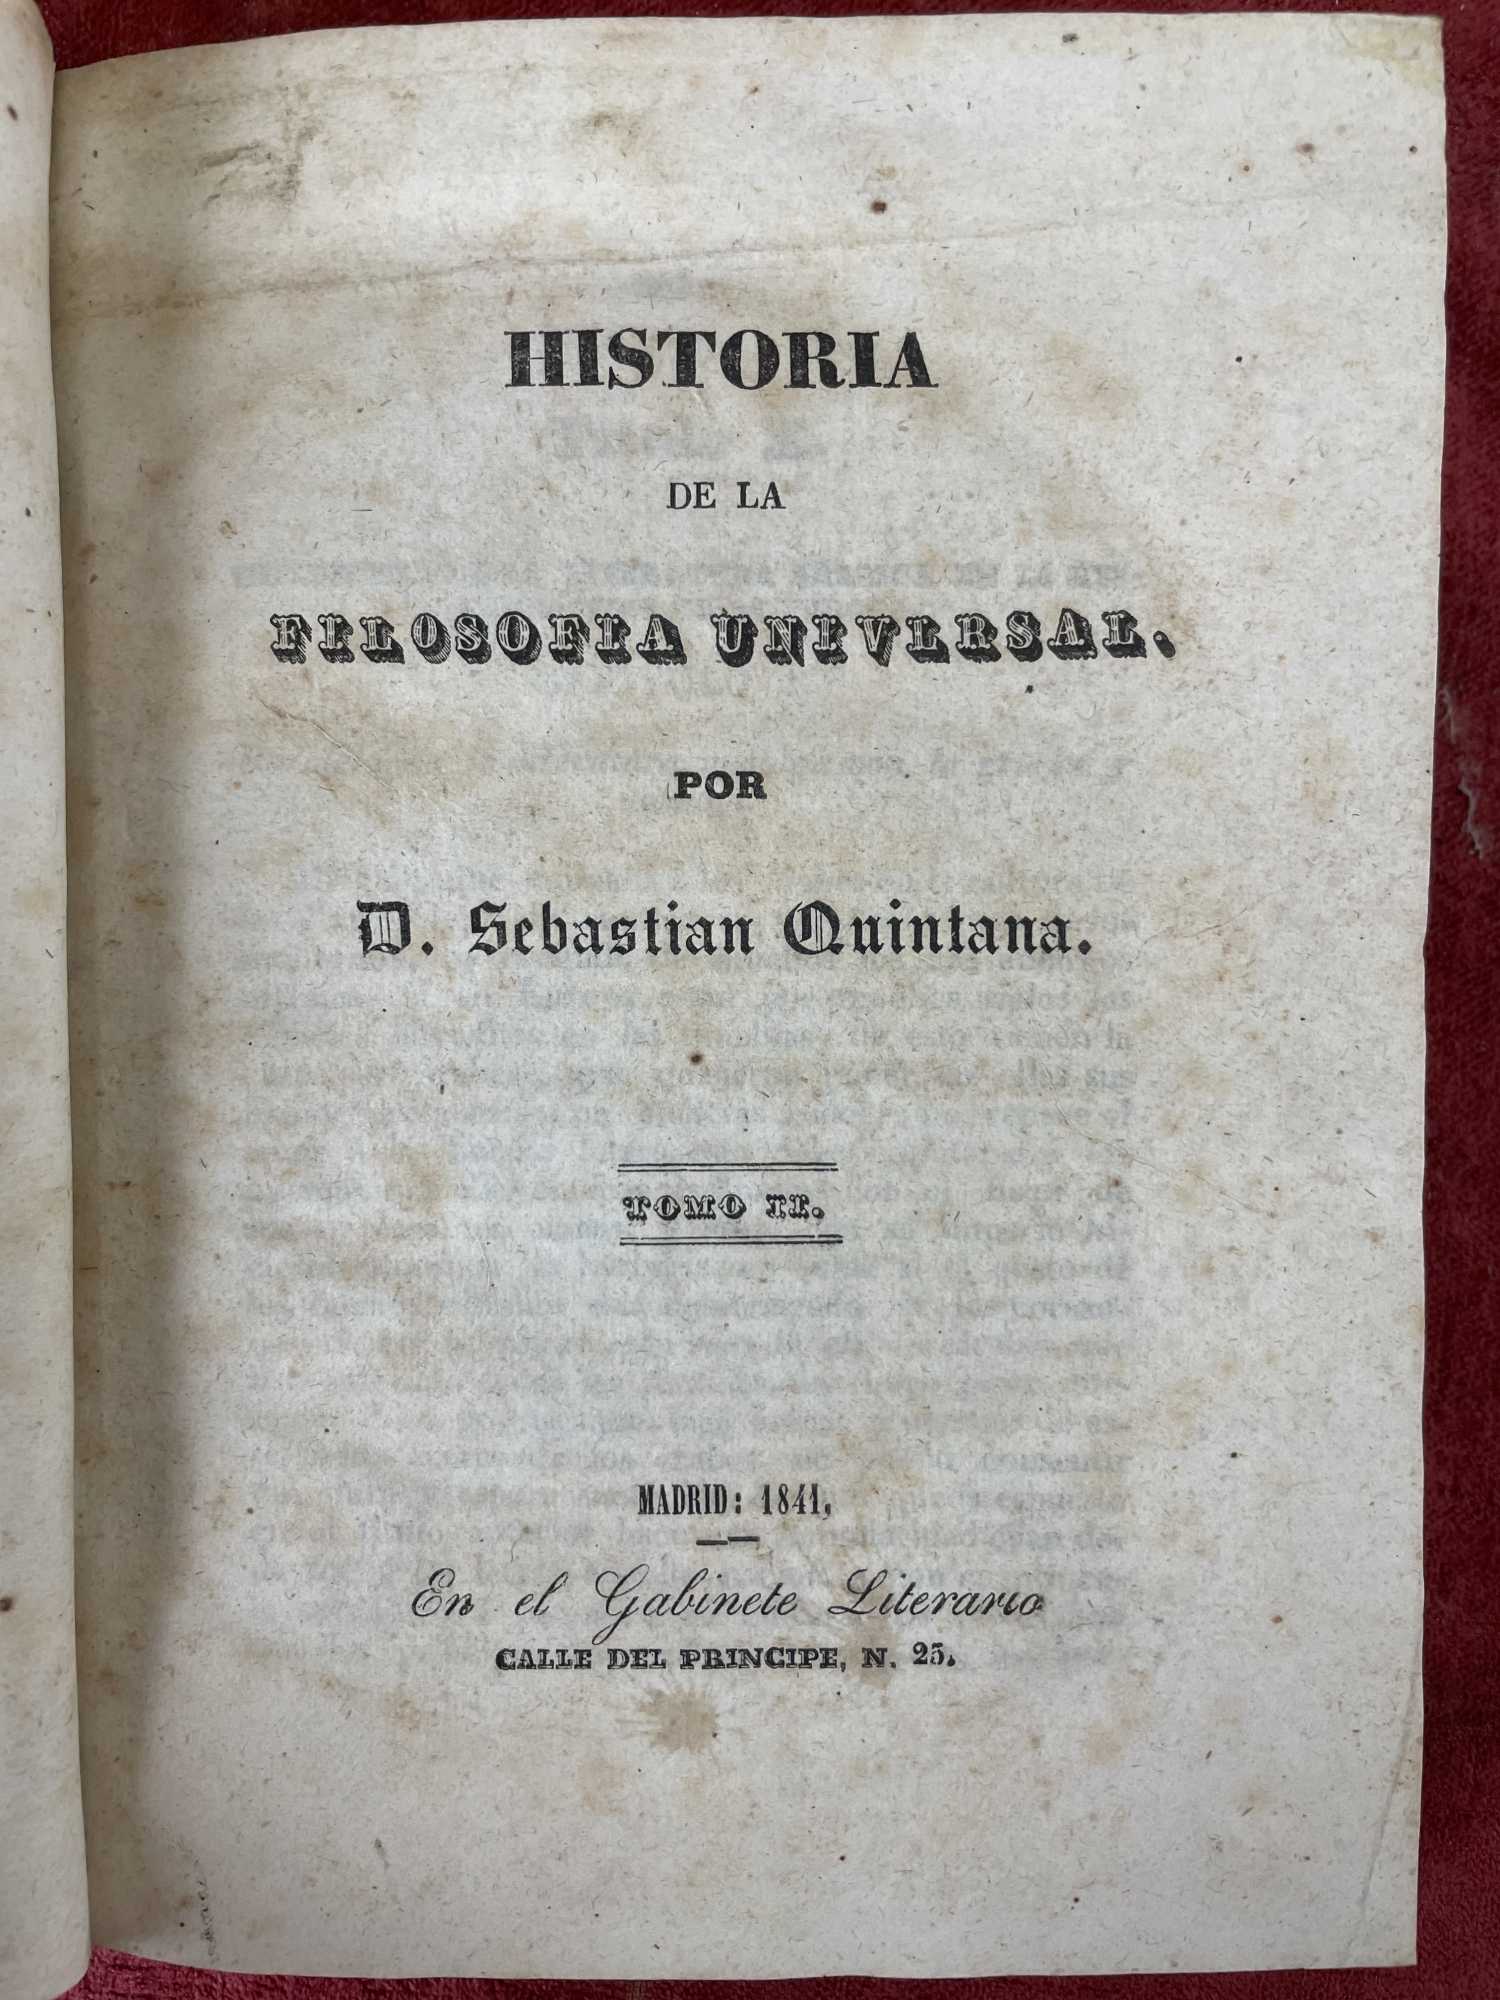 HISTORIA
DE LA
FILOSOFIA UNIVERSAL.
POR
D. Sebastian Quintana.
TOMO II.
MADRID: 1841,
En el Gabinete Literario
CALLE DEL PRINCIPE, N. 25.